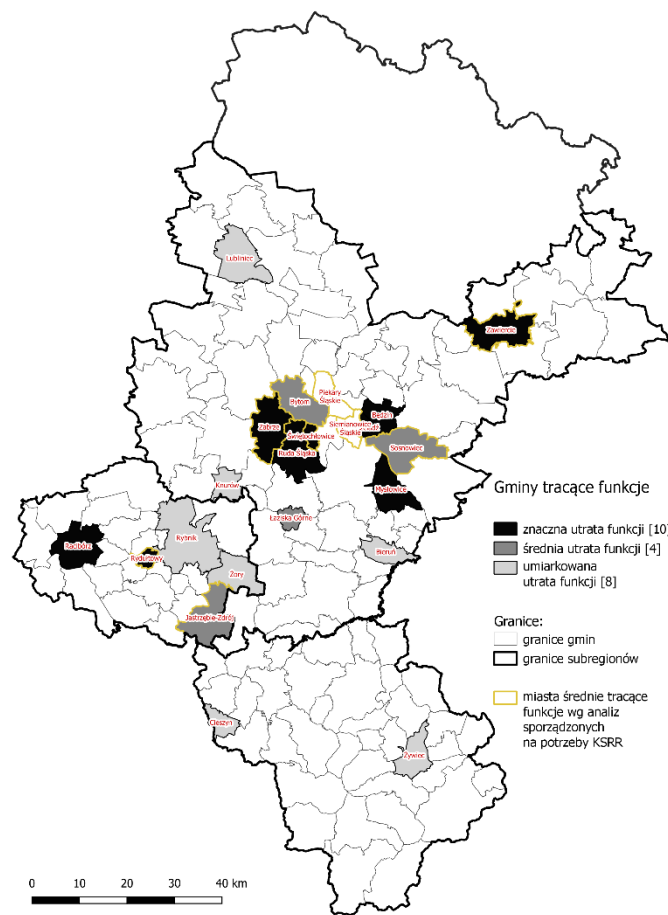 Lubliniec
Zawiercie
Piekary
Śląskie
Bytom
Będzin
Zabrze
Siemianowice
Śląskie
Świętochłowice
Sosnowiec
Ruda Śląska
Knurów
Mysłowice
Łaziska Górne
Racibórz
Rydułtowy
Rybnik
Bieruń
Żory
Jastrzębie-Zdrój
Cieszyn
Żywiec
Gminy tracące funkcje
znaczna utrata funkcji [10]
średnia utrata funkcji [4]
umiarkowana
utrata funkcji [8]
Granice:
granice gmin
granice subregionów
miasta średnie tracące
funkcje wg analiz
sporządzonych
na potrzeby KSRR
0 10 20 30 40 km